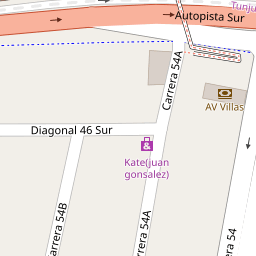 Tunju
Autopista Sur
Carrera 54A
AV Villas
Diagonal 46 Sur
Kate(juan
gonsalez)
Carrera 54B
Carrera 54A
Carrera 54